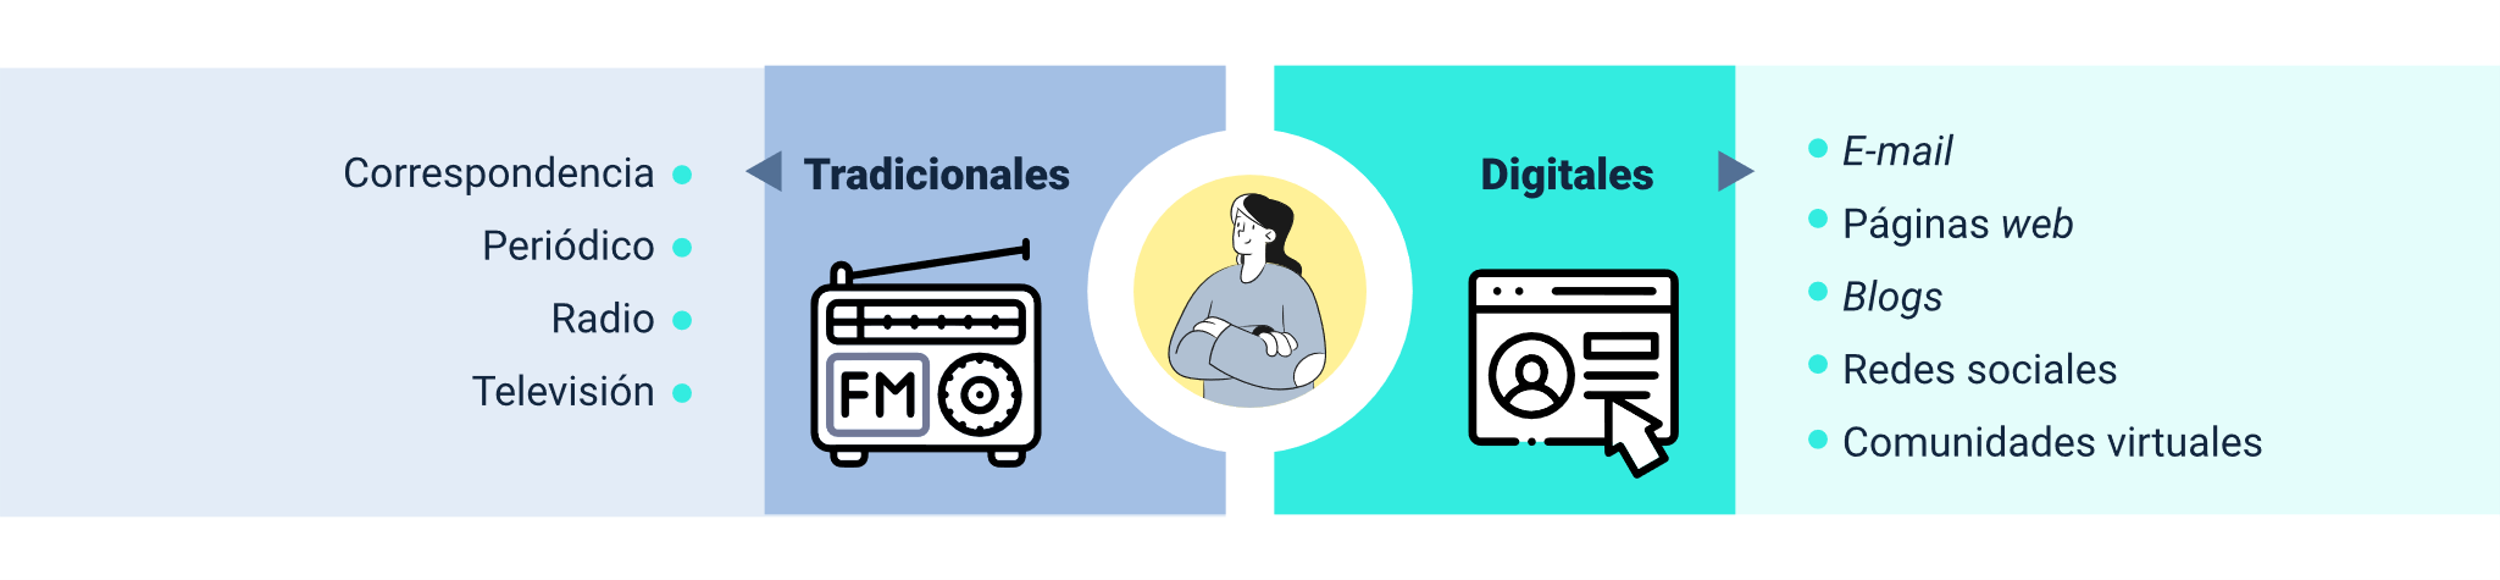 Tradicionales
Correspondencia
Periódico
Radio
Televisión
FM
Digitales
E-mail
Páginas web
Blogs
Redes sociales
Comunidades virtuales